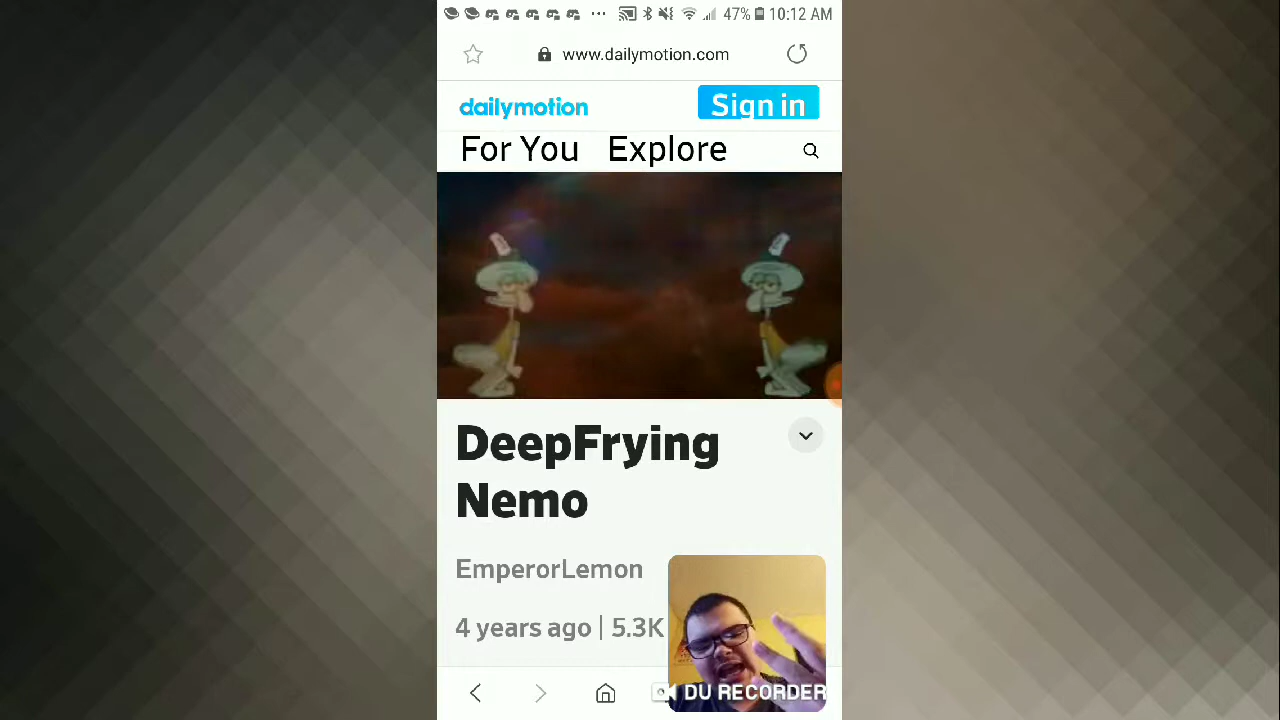 47% 10:12 AM
www.dailymotion.com
dailymotion
Sign in
For You Explore
DeepFrying
Nemo
EmperorLemon
4 years ago | 5.3K
DU RECORDER